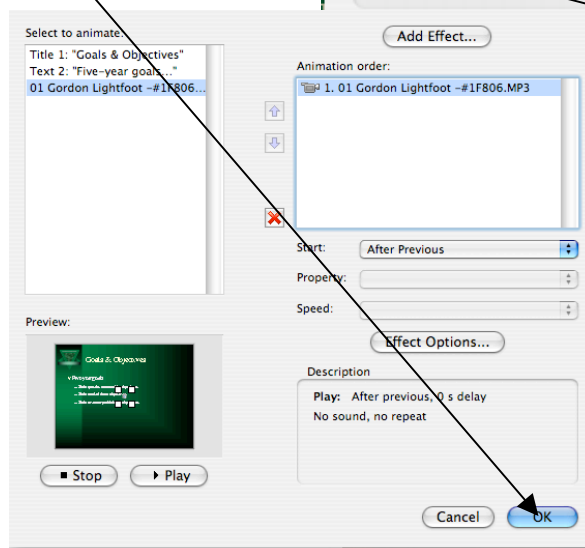 Select to animate:
Title 1: "Goals & Objectives"
Text 2: "Five-year goals..."
01 Gordon Lightfoot -#1F806...
Add Effect...
Animation order:
1. 01 Gordon Lightfoot -#1F806.MP3
Start:
After Previous
Property:
Speed:
Effect Options...
Preview:
Goals & Objectives
Description
Play: After previous, 0 s delay
No sound, no repeat
Stop
Play
Cancel
OK